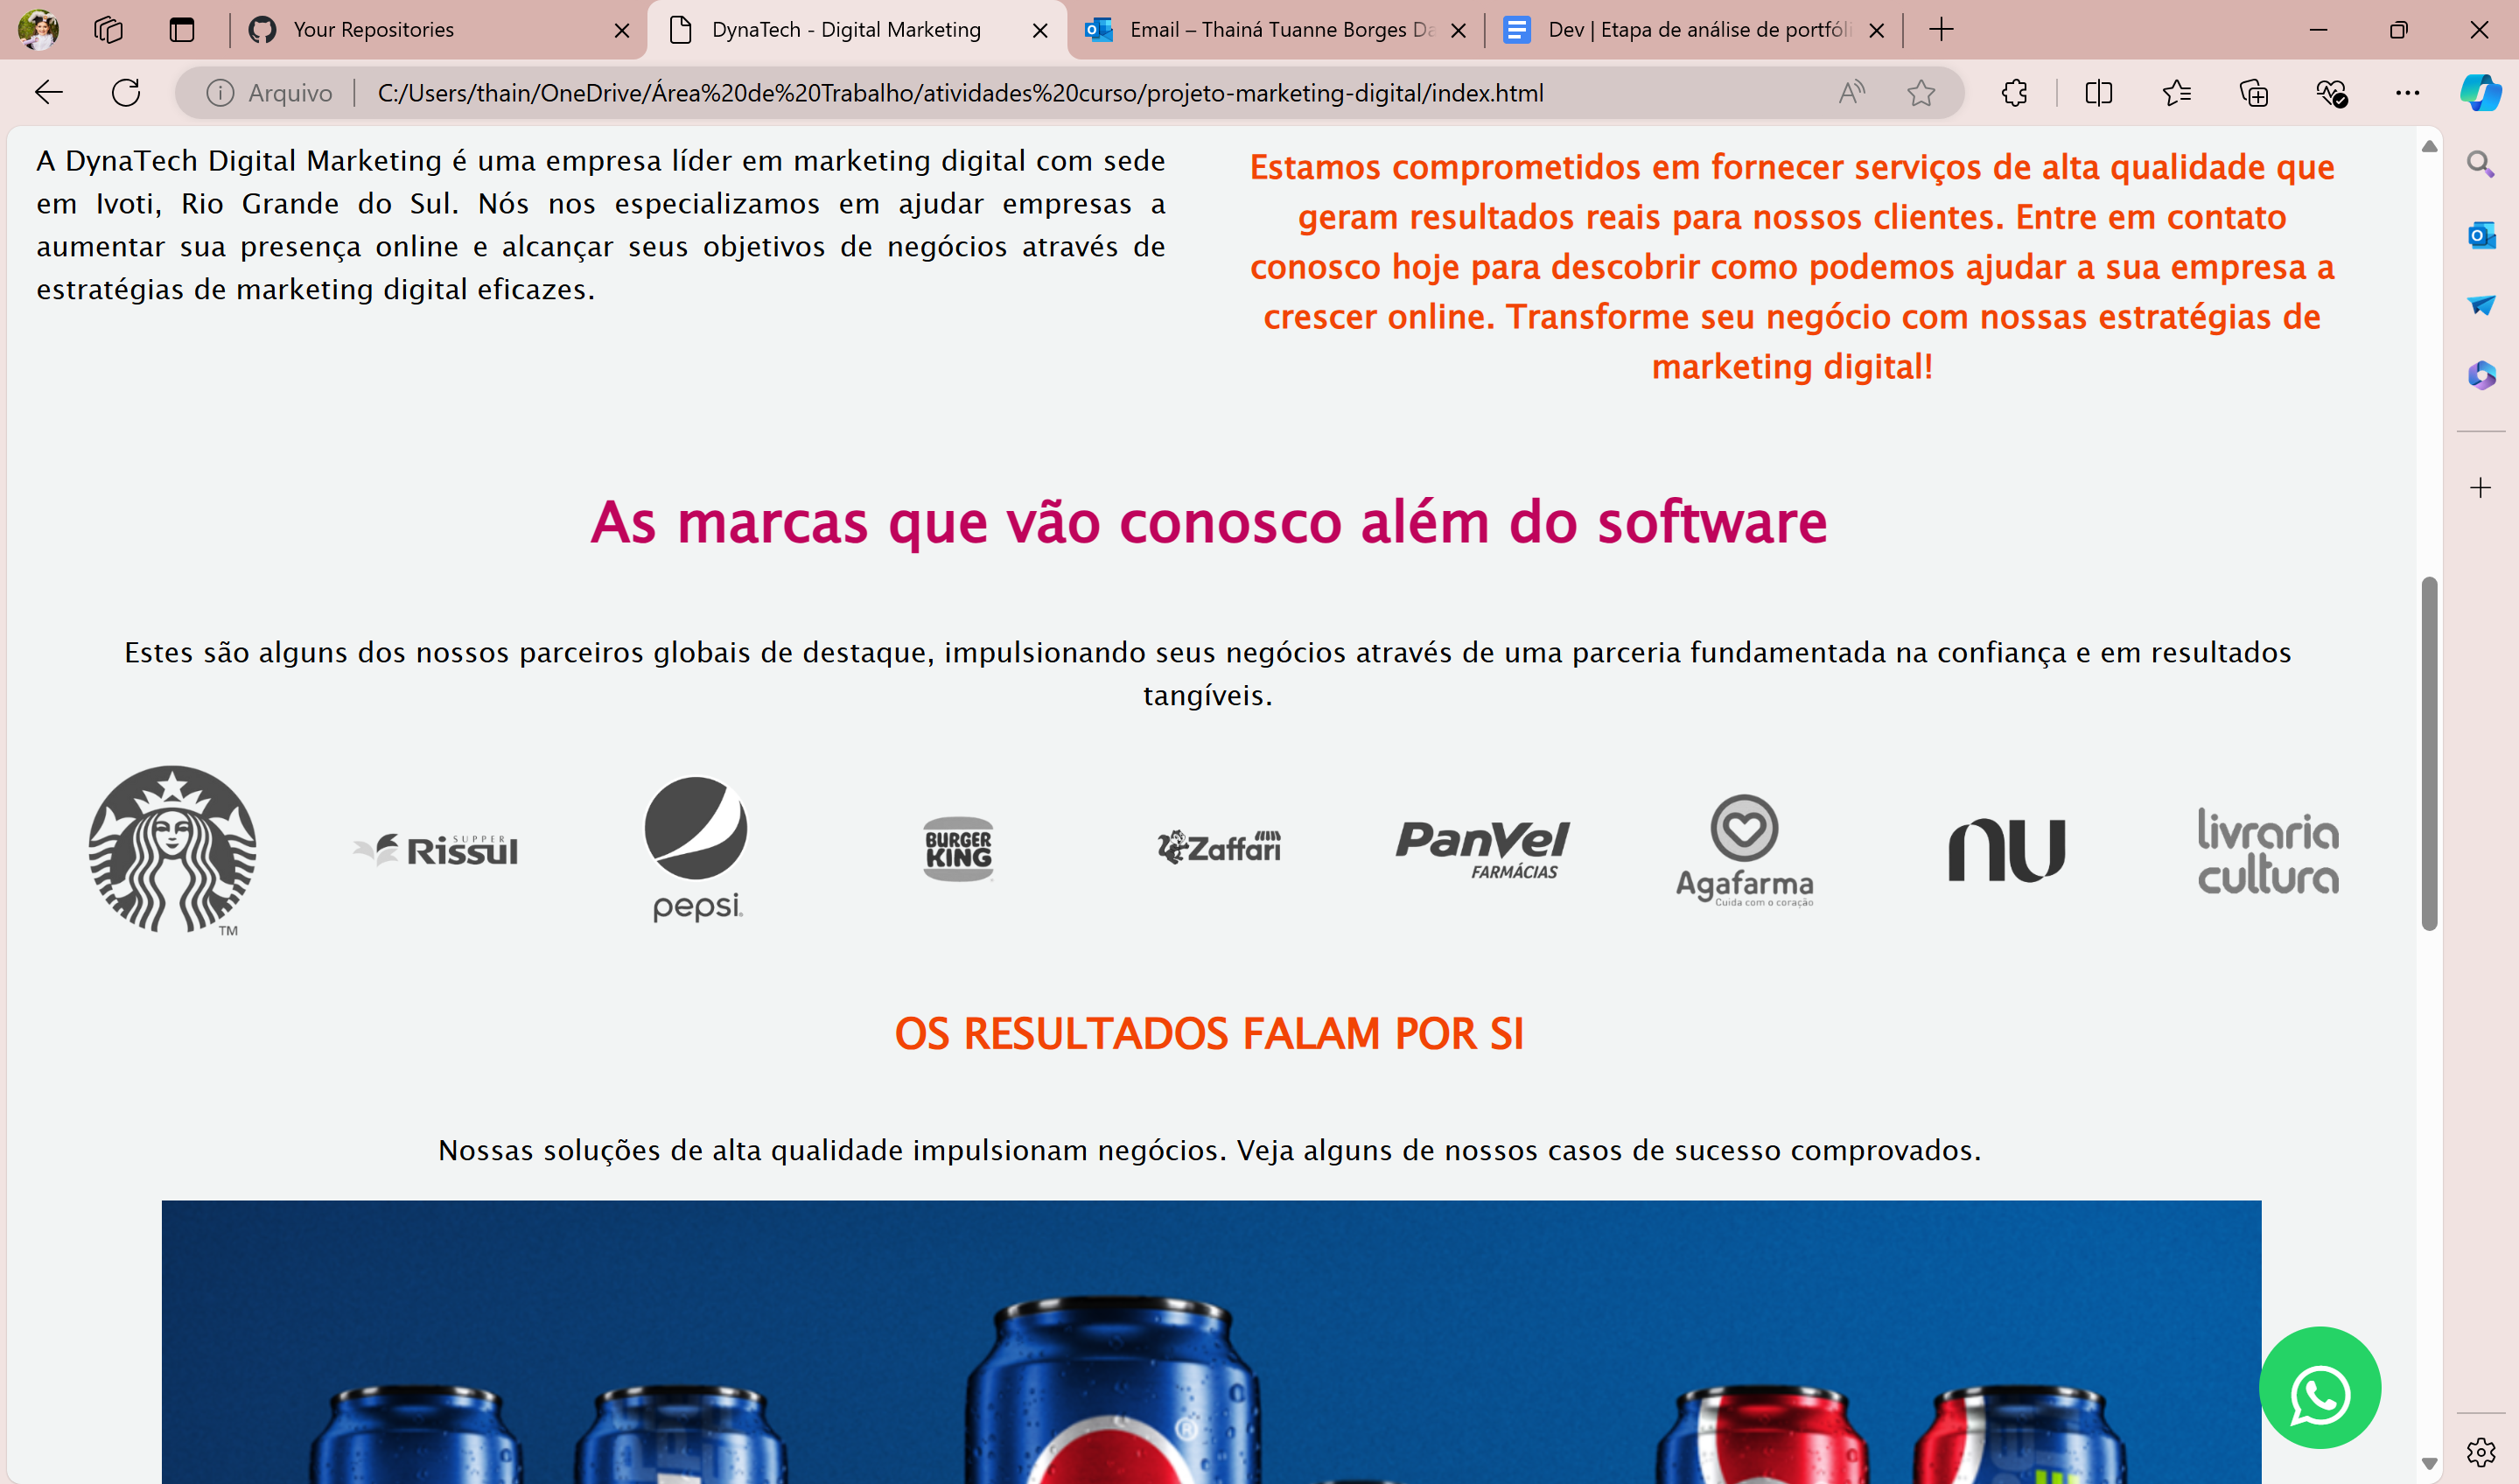 Your Repositories
DynaTech - Digital Marketing
Email – Thainá Tuanne Borges Da
Dev | Etapa de análise de portfóli
Arquivo
C:/Users/thain/OneDrive/Área%20de%20Trabalho/atividades%20curso/projeto-marketing-digital/index.html
A DynaTech Digital Marketing é uma empresa líder em marketing digital com sede
em Ivoti, Rio Grande do Sul. Nós nos especializamos em ajudar empresas a
aumentar sua presença online e alcançar seus objetivos de negócios através de
estratégias de marketing digital eficazes.
Estamos comprometidos em fornecer serviços de alta qualidade que
geram resultados reais para nossos clientes. Entre em contato
conosco hoje para descobrir como podemos ajudar a sua empresa a
crescer online. Transforme seu negócio com nossas estratégias de
marketing digital!
As marcas que vão conosco além do software
Estes são alguns dos nossos parceiros globais de destaque, impulsionando seus negócios através de uma parceria fundamentada na confiança e em resultados
tangíveis.
TM
SUPPER
Rissul
pepsi
BURGER
KING
Zaffari
PanVel
FARMÁCIAS
Agafarma
Cuida com o coração
nu
livraria
cultura
OS RESULTADOS FALAM POR SI
Nossas soluções de alta qualidade impulsionam negócios. Veja alguns de nossos casos de sucesso comprovados.
®